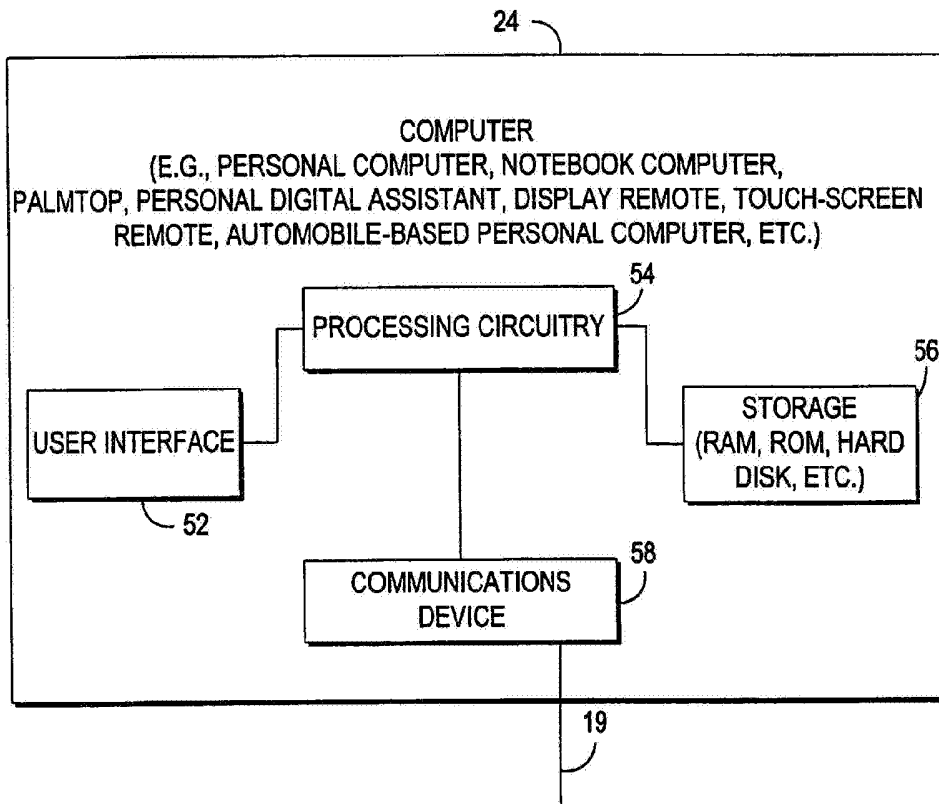 24
COMPUTER
(E.G., PERSONAL COMPUTER, NOTEBOOK COMPUTER,
PALMTOP, PERSONAL DIGITAL ASSISTANT, DISPLAY REMOTE, TOUCH-SCREEN
REMOTE, AUTOMOBILE-BASED PERSONAL COMPUTER, ETC.)
54
PROCESSING CIRCUITRY
56
USER INTERFACE
STORAGE
(RAM, ROM, HARD
DISK, ETC.)
52
58
COMMUNICATIONS
DEVICE
19